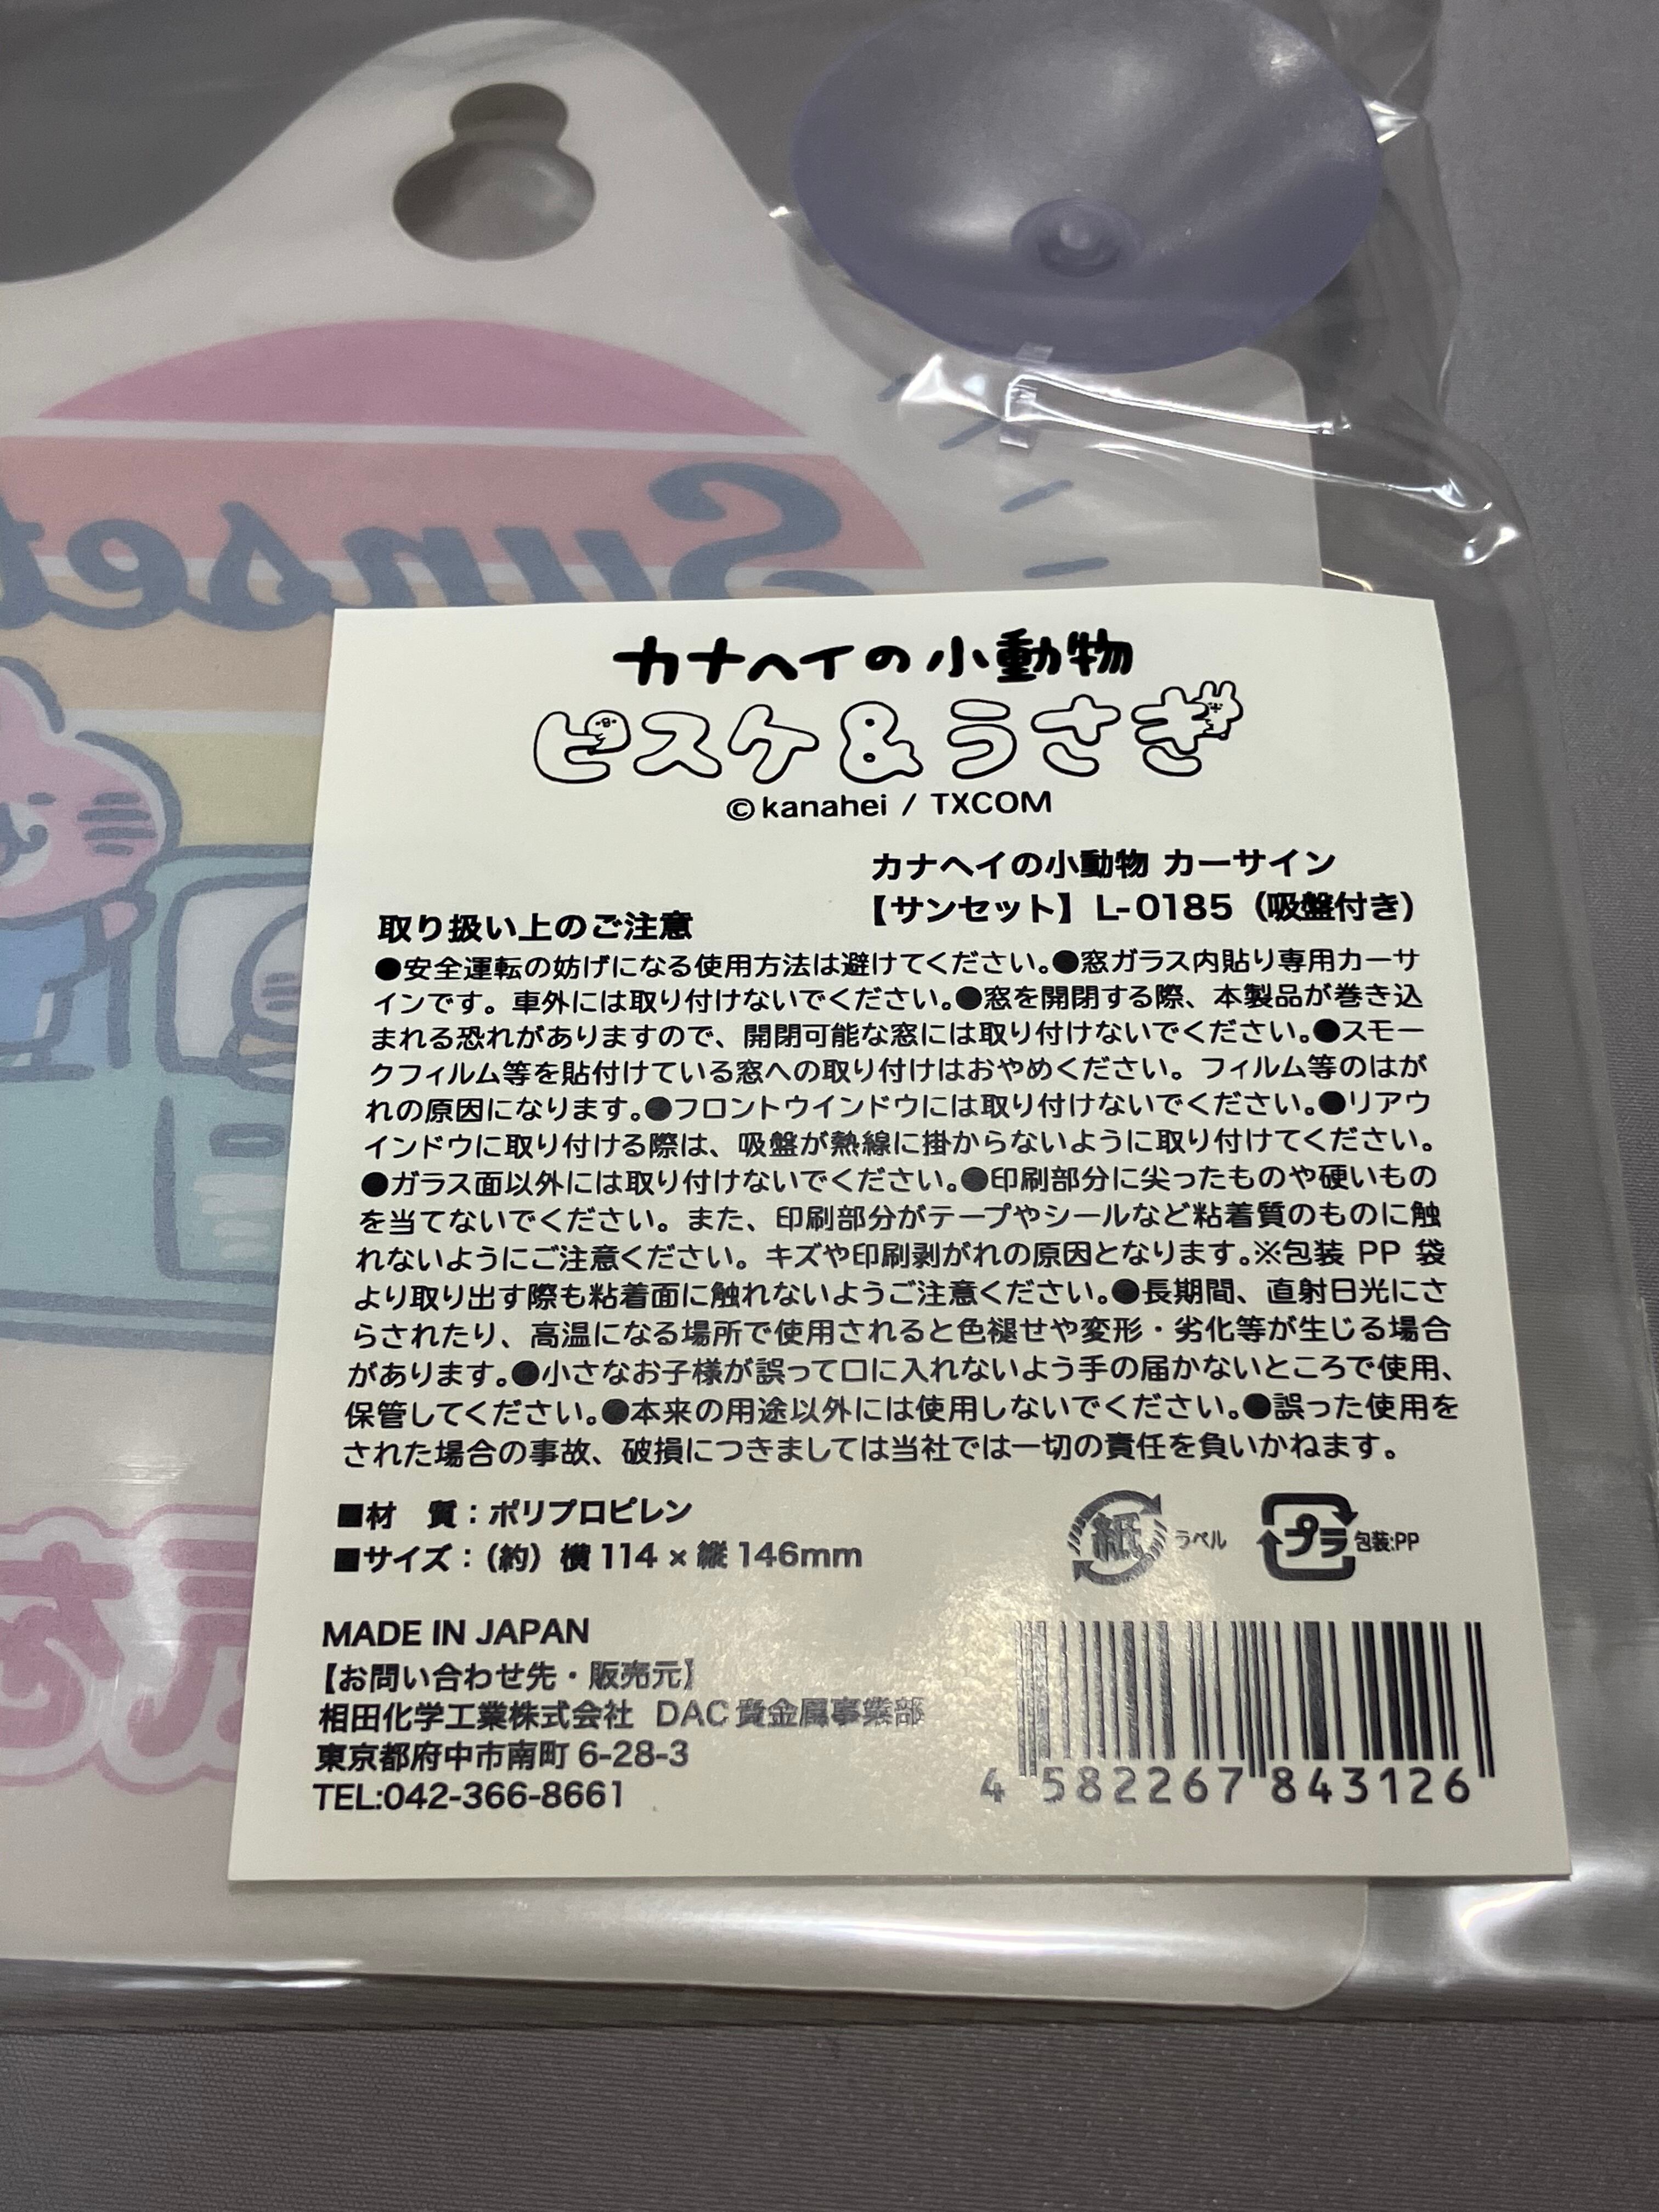 Sunset
カナヘイの小動物
ピスケ&うさぎ
©kanahei / TXCOM
カナヘイの小動物 カーサイン
【サンセット】L-0185（吸盤付き）
取り扱い上のご注意
●安全運転の妨げになる使用方法は避けてください。●窓ガラス内貼り専用カーサ
インです。車外には取り付けないでください。●窓を開閉する際、本製品が巻き込
まれる恐れがありますので、開閉可能な窓には取り付けないでください。●スモー
クフィルム等を貼付けている窓への取り付けはおやめください。フィルム等のはが
れの原因になります。●フロントウインドウには取り付けないでください。●リアウ
インドウに取り付ける際は、吸盤が熱線に掛からないように取り付けてください。
●ガラス面以外には取り付けないでください。●印刷部分に尖ったものや硬いもの
を当てないでください。また、印刷部分がテープやシールなど粘着質のものに触
れないようにご注意ください。キズや印刷剥がれの原因となります。※包装 PP 袋
より取り出す際も粘着面に触れないようご注意ください。●長期間、直射日光にさ
らされたり、高温になる場所で使用されると色褪せや変形・劣化等が生じる場合
があります。●小さなお子様が誤って口に入れないよう手の届かないところで使用、
保管してください。●本来の用途以外には使用しないでください。●誤った使用を
された場合の事故、破損につきましては当社では一切の責任を負いかねます。
■材　質：ポリプロピレン
■サイズ：（約）横 114 × 縦 146mm
紙 ラベル
プラ 包装:PP
MADE IN JAPAN
【お問い合わせ先・販売元】
相田化学工業株式会社 DAC 貴金属事業部
東京都府中市南町 6-28-3
TEL:042-366-8661
4 582267 843126